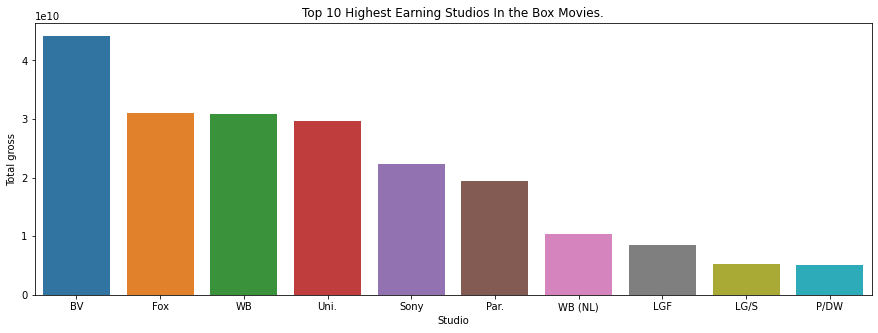 Top 10 Highest Earning Studios In the Box Movies.
1e10
4
3
2
1
0
Total gross
BV Fox WB Uni. Sony Par. WB (NL) LGF LG/S P/DW
Studio